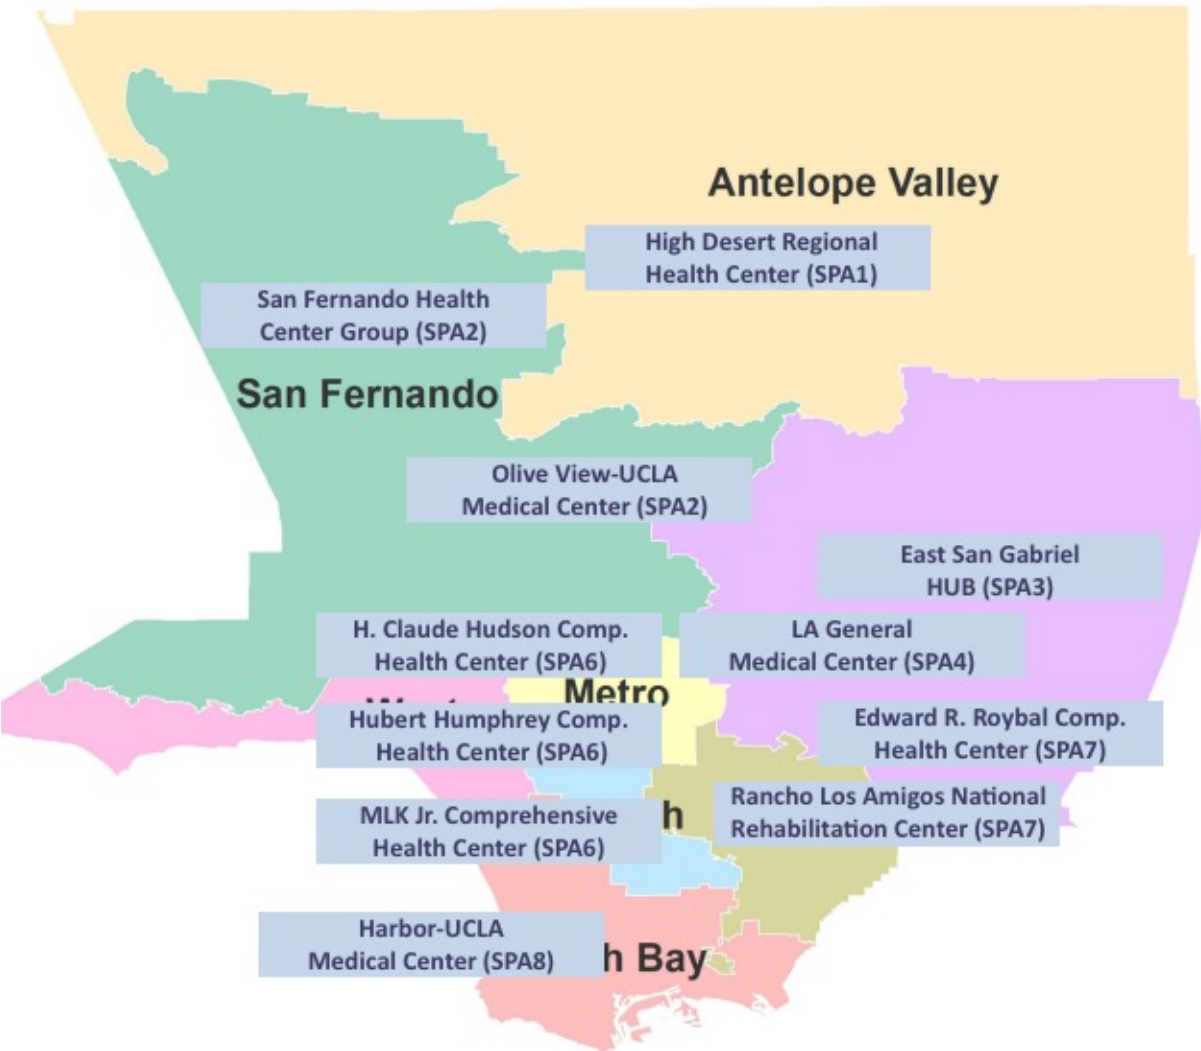 Antelope Valley
High Desert Regional
Health Center (SPA1)
San Fernando Health
Center Group (SPA2)
San Fernando
Olive View-UCLA
Medical Center (SPA2)
East San Gabriel
HUB (SPA3)
H. Claude Hudson Comp.
Health Center (SPA6)
LA General
Medical Center (SPA4)
Metro
Hubert Humphrey Comp.
Health Center (SPA6)
Edward R. Roybal Comp.
Health Center (SPA7)
MLK Jr. Comprehensive
Health Center (SPA6)
Rancho Los Amigos National
Rehabilitation Center (SPA7)
Harbor-UCLA
Medical Center (SPA8)
Bay